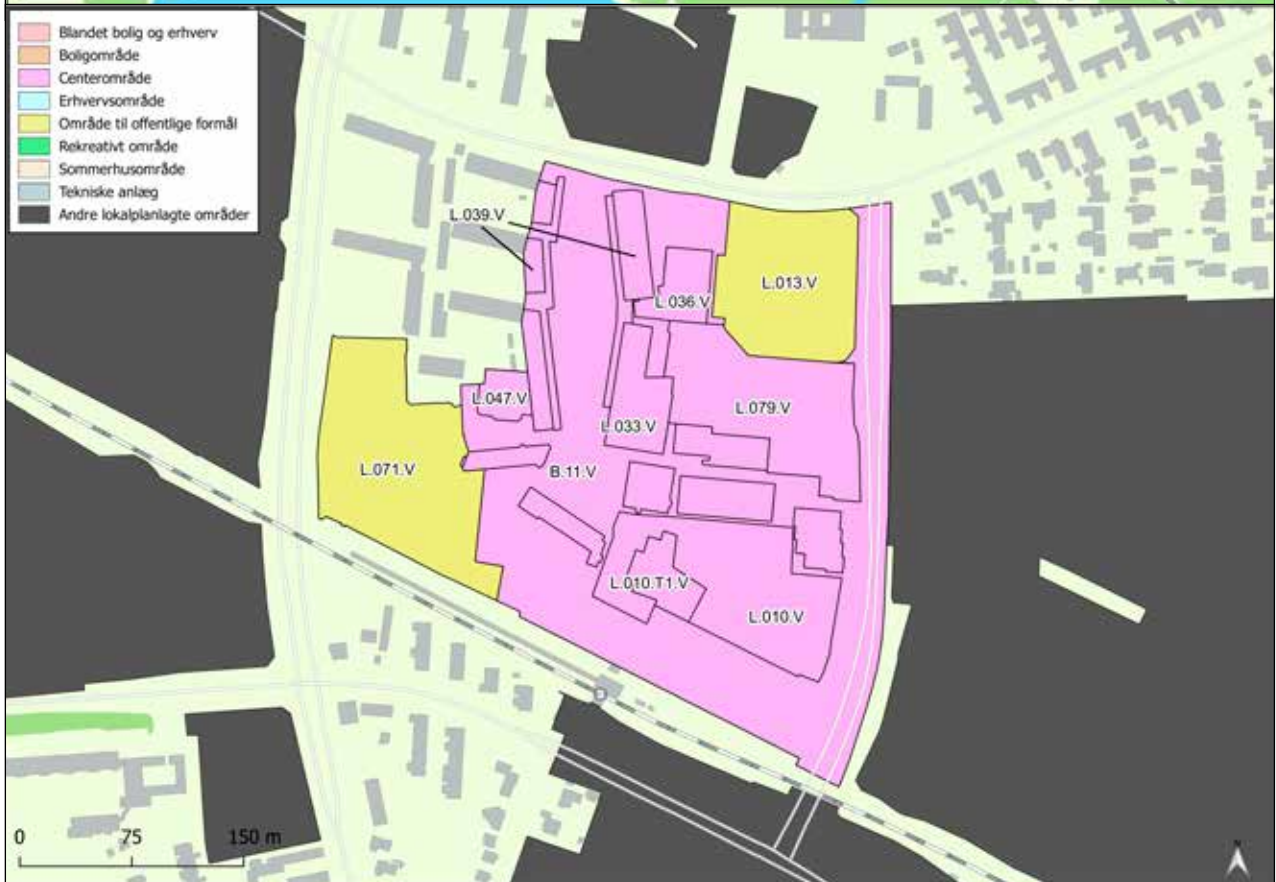 Blandet bolig og erhverv
Boligområde
Centerområde
Erhvervsområde
Område til offentlige formål
Rekreativt område
Sommerhusområde
Tekniske anlæg
Andre lokalplanlagte områder
L.039.V
L.013.V
L.036.V
L.047.V
L.079.V
L.033.V
L.071.V
B.11.V
L.010.T1.V
L.010.V
0 75 150 m